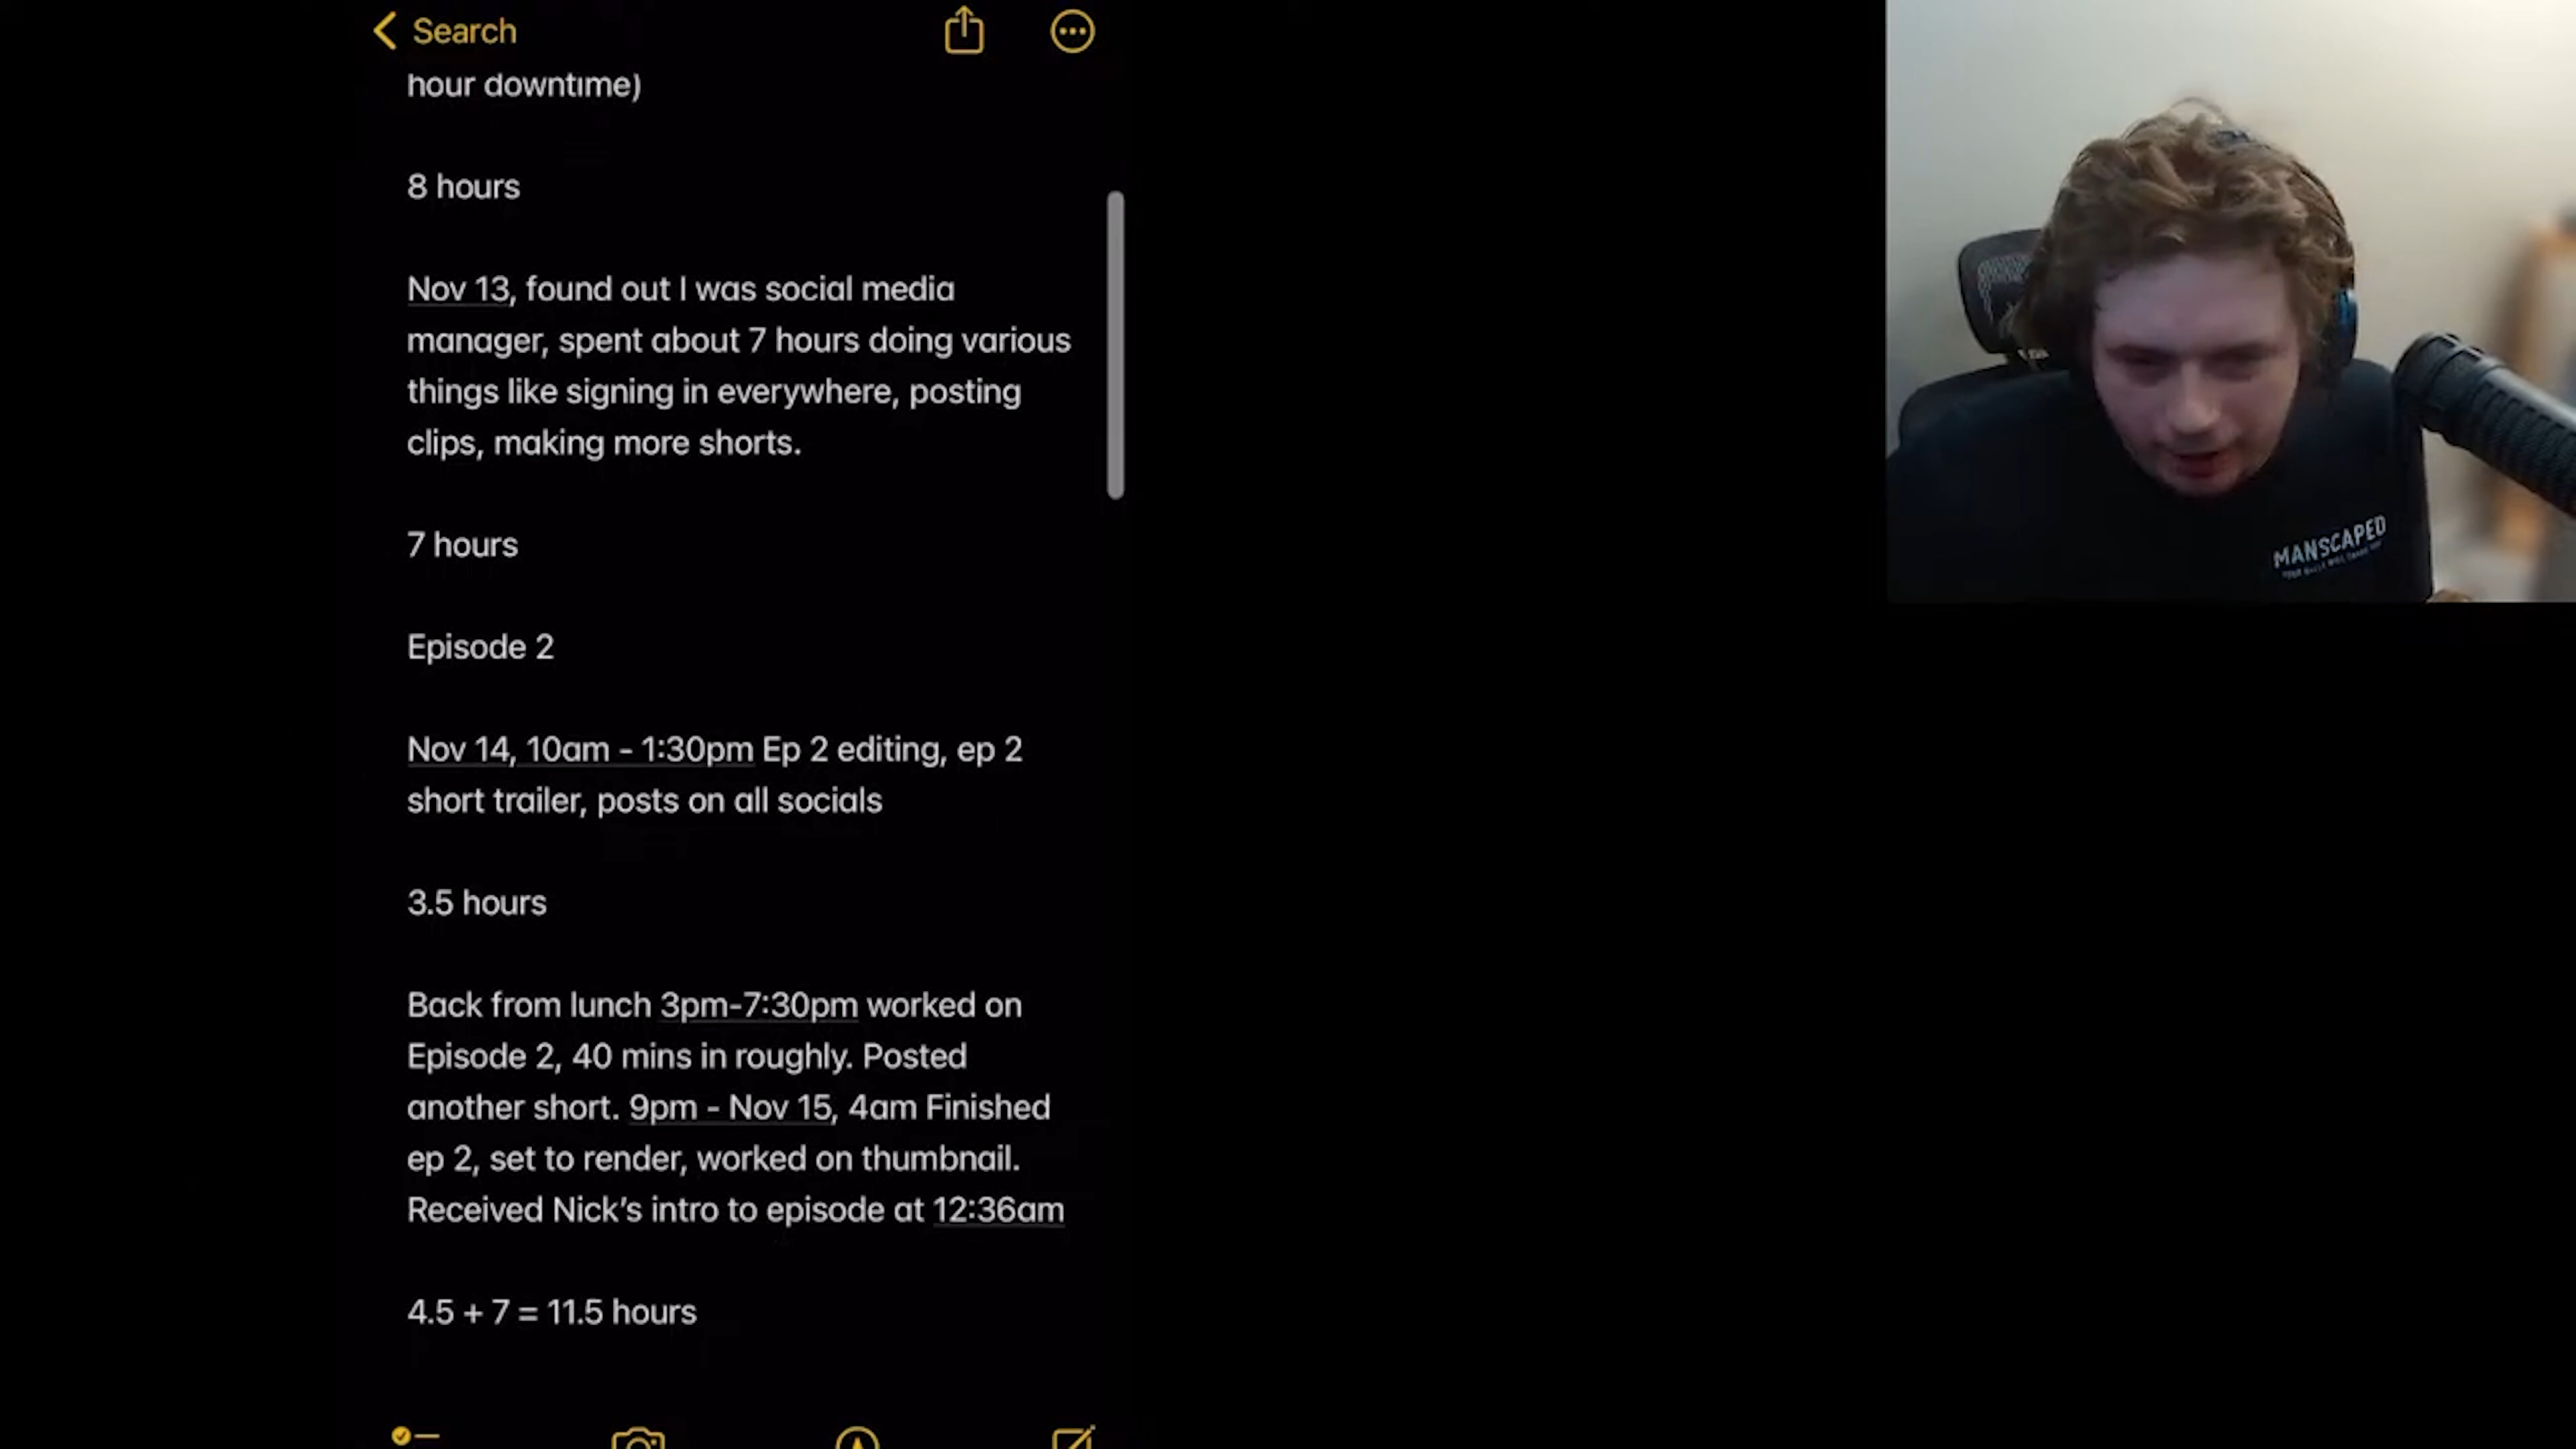 Search
hour downtime)
8 hours
Nov 13, found out I was social media
manager, spent about 7 hours doing various
things like signing in everywhere, posting
clips, making more shorts.
7 hours
Episode 2
Nov 14, 10am - 1:30pm Ep 2 editing, ep 2
short trailer, posts on all socials
3.5 hours
Back from lunch 3pm-7:30pm worked on
Episode 2, 40 mins in roughly. Posted
another short. 9pm - Nov 15, 4am Finished
ep 2, set to render, worked on thumbnail.
Received Nick's intro to episode at 12:36am
4.5 + 7 = 11.5 hours
MANSCAPED